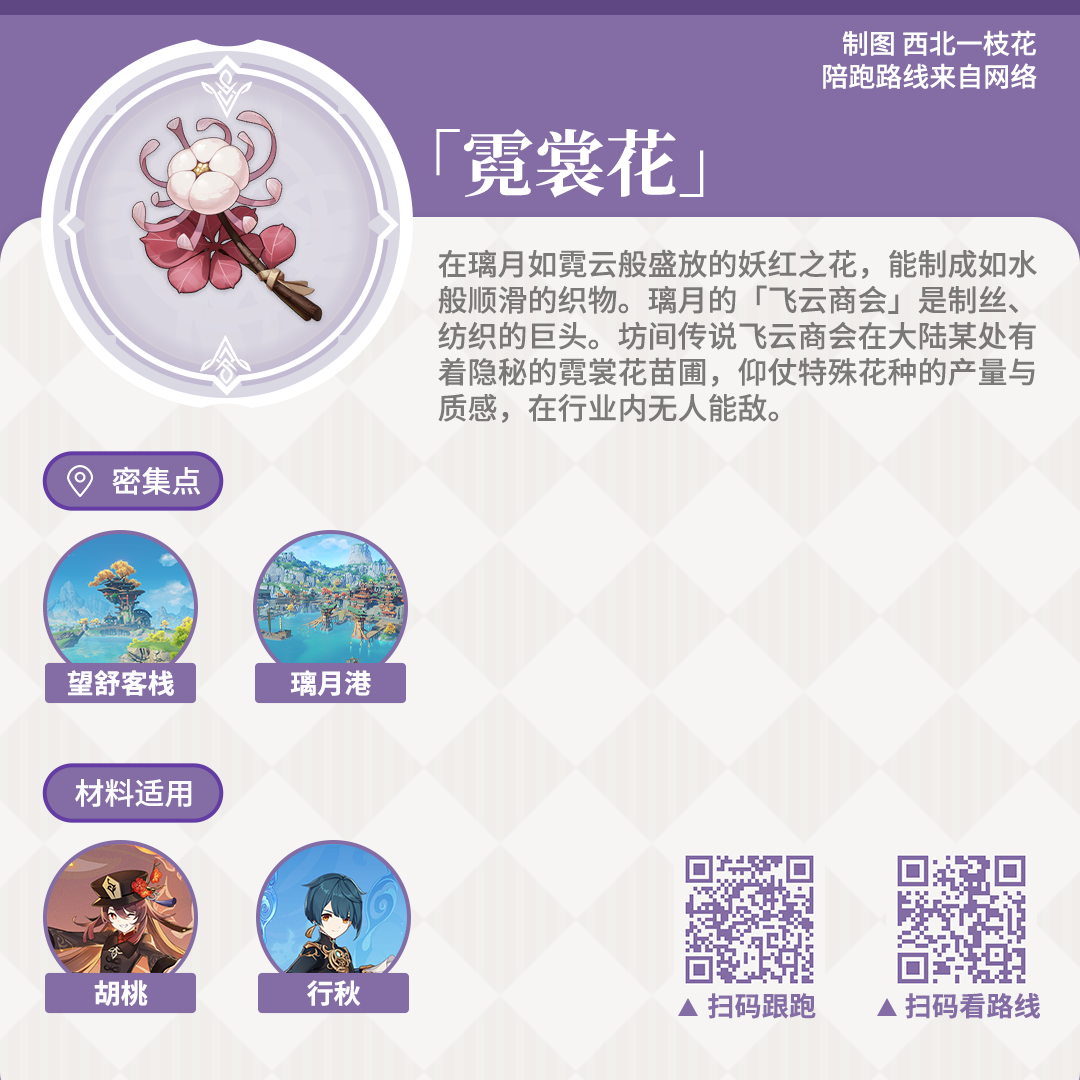 制图 西北一枝花
陪跑路线来自网络
「霓裳花」
在璃月如霓云般盛放的妖红之花，能制成如水
般顺滑的织物。璃月的「飞云商会」是制丝、
纺织的巨头。坊间传说飞云商会在大陆某处有
着隐秘的霓裳花苗圃，仰仗特殊花种的产量与
质感，在行业内无人能敌。
密集点
望舒客栈
璃月港
材料适用
胡桃
行秋
▲ 扫码跟跑
▲ 扫码看路线